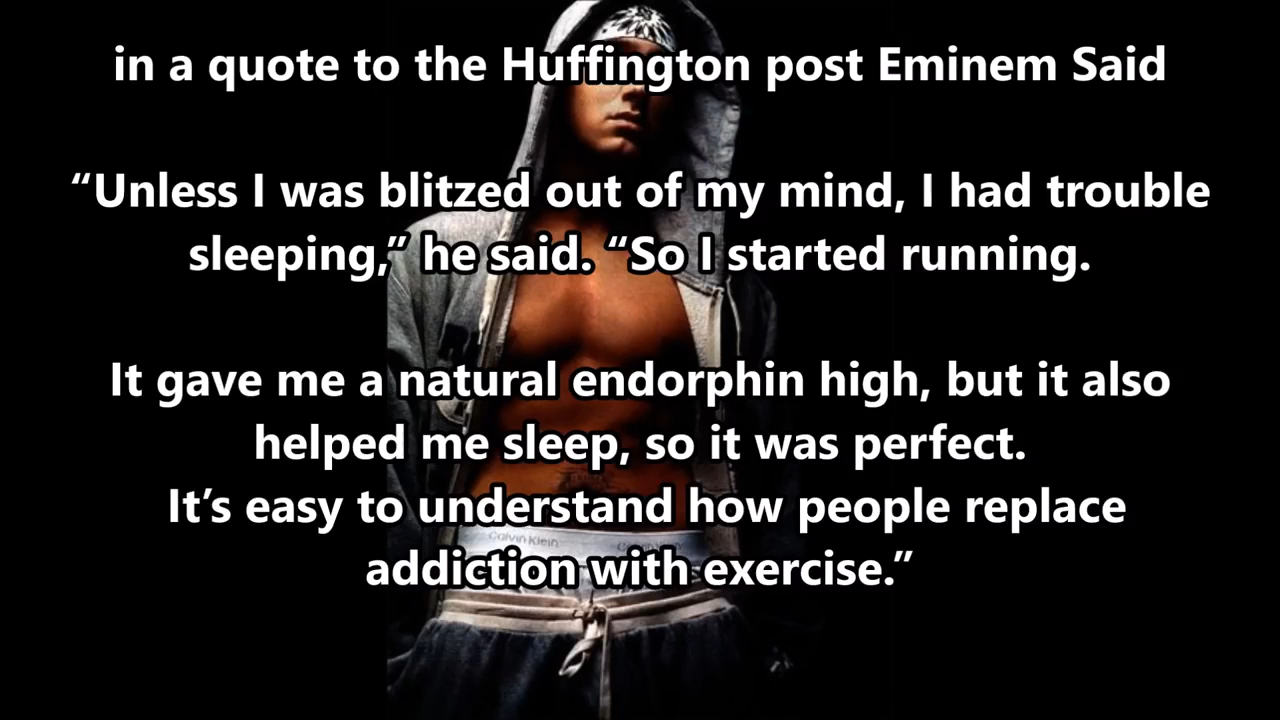 in a quote to the Huffington post Eminem Said
“Unless I was blitzed out of my mind, I had trouble
sleeping,” he said. “So I started running.
It gave me a natural endorphin high, but it also
helped me sleep, so it was perfect.
It’s easy to understand how people replace
addiction with exercise.”
Calvin Klein